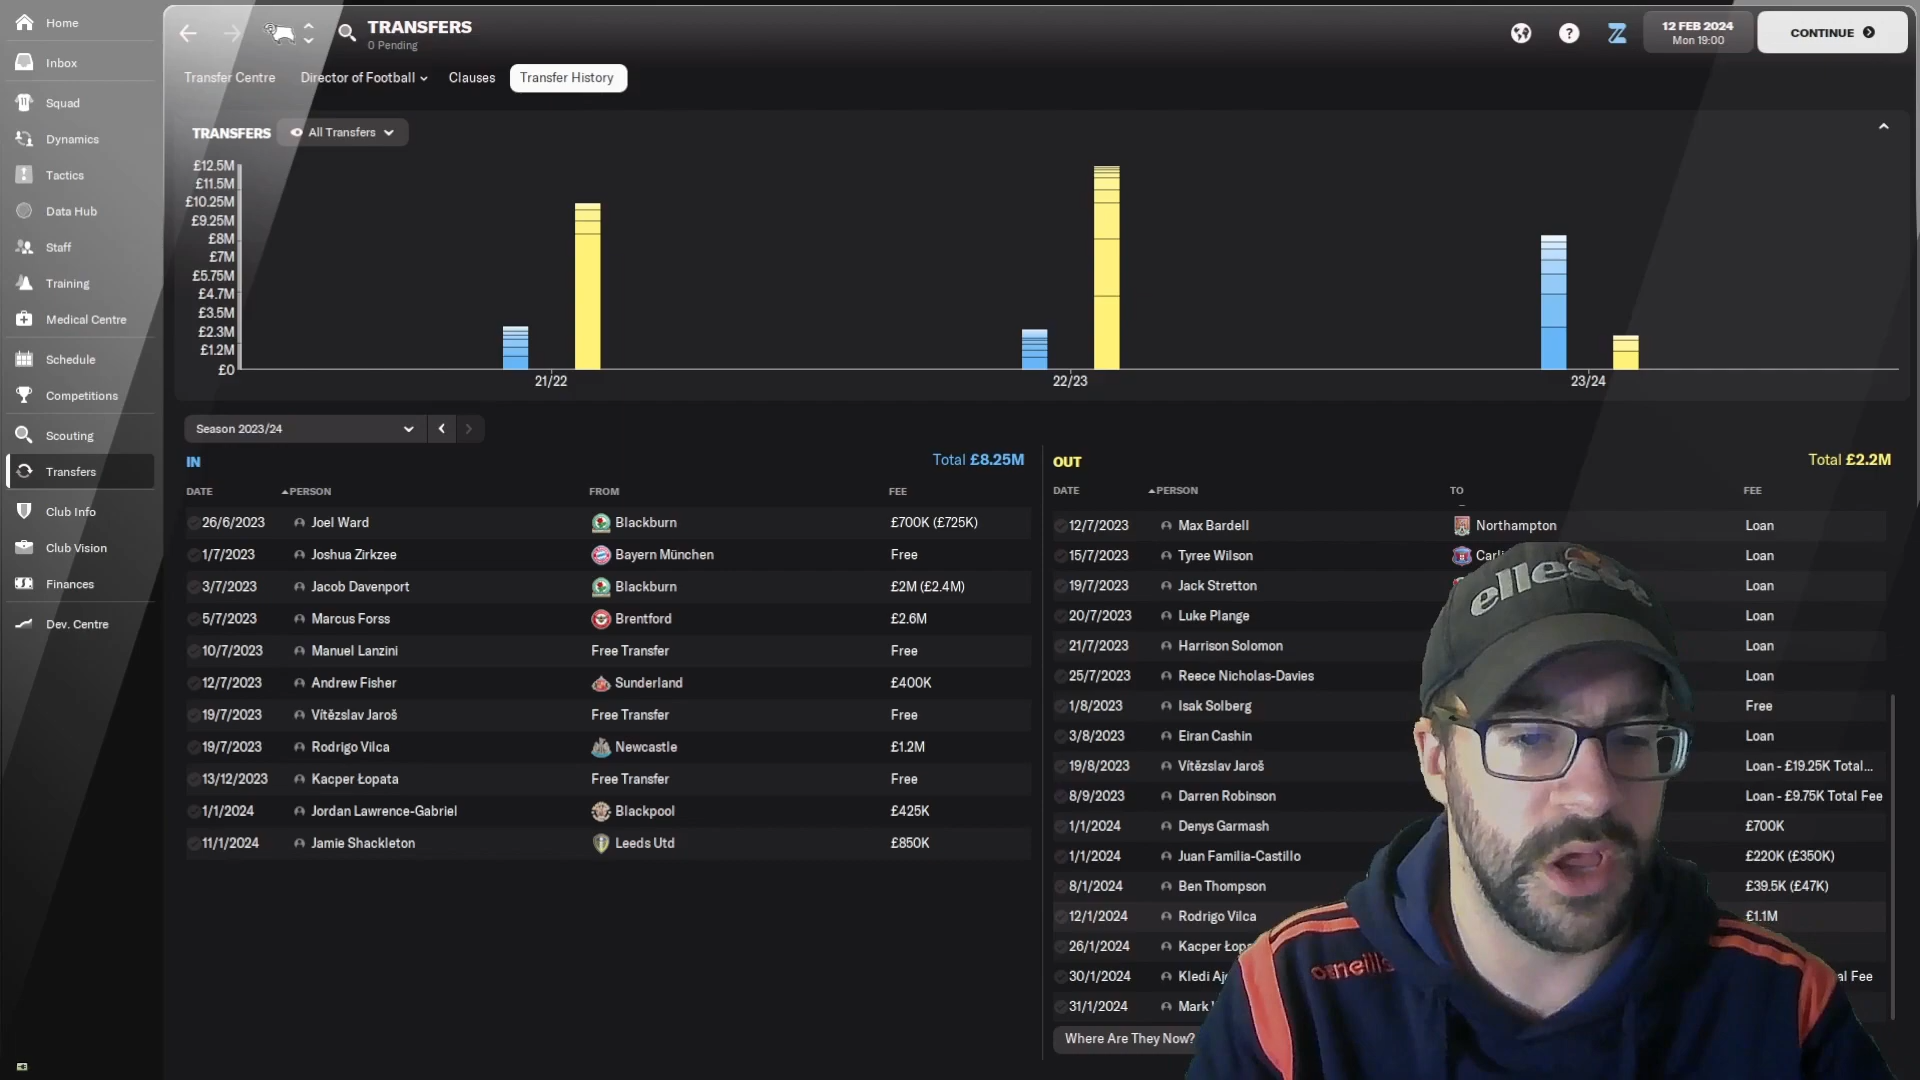 Home
Inbox
Squad
Dynamics
Tactics
Data Hub
Staff
Training
Medical Centre
Schedule
Competitions
Scouting
Transfers
Club Info
Club Vision
Finances
Dev. Centre
TRANSFERS
0 Pending
12 FEB 2024
Mon 19:00
CONTINUE
Transfer Centre Director of Football Clauses Transfer History
TRANSFERS All Transfers
£12.5M
£11.5M
£10.25M
£9.25M
£8M
£7M
£5.75M
£4.7M
£3.5M
£2.3M
£1.2M
£0
21/22 22/23 23/24
Season 2023/24
IN Total £8.25M
DATE PERSON FROM FEE
26/6/2023 Joel Ward Blackburn £700K (£725K)
1/7/2023 Joshua Zirkzee Bayern München Free
3/7/2023 Jacob Davenport Blackburn £2M (£2.4M)
5/7/2023 Marcus Forss Brentford £2.6M
10/7/2023 Manuel Lanzini Free Transfer Free
12/7/2023 Andrew Fisher Sunderland £400K
19/7/2023 Vítězslav Jaroš Free Transfer Free
19/7/2023 Rodrigo Vilca Newcastle £1.2M
13/12/2023 Kacper Łopata Free Transfer Free
1/1/2024 Jordan Lawrence-Gabriel Blackpool £425K
11/1/2024 Jamie Shackleton Leeds Utd £850K
OUT Total £2.2M
DATE PERSON TO FEE
12/7/2023 Max Bardell Northampton Loan
15/7/2023 Tyree Wilson Carli Loan
19/7/2023 Jack Stretton Loan
20/7/2023 Luke Plange Loan
21/7/2023 Harrison Solomon Loan
25/7/2023 Reece Nicholas-Davies Loan
1/8/2023 Isak Solberg Free
3/8/2023 Eiran Cashin Loan
19/8/2023 Vítězslav Jaroš Loan - £19.25K Total...
8/9/2023 Darren Robinson Loan - £9.75K Total Fee
1/1/2024 Denys Garmash £700K
1/1/2024 Juan Familia-Castillo £220K (£350K)
8/1/2024 Ben Thompson £39.5K (£47K)
12/1/2024 Rodrigo Vilca £1.1M
26/1/2024 Kacper Łopa
30/1/2024 Kledi Aj al Fee
31/1/2024 Mark
Where Are They Now?
ellesse
o'neills